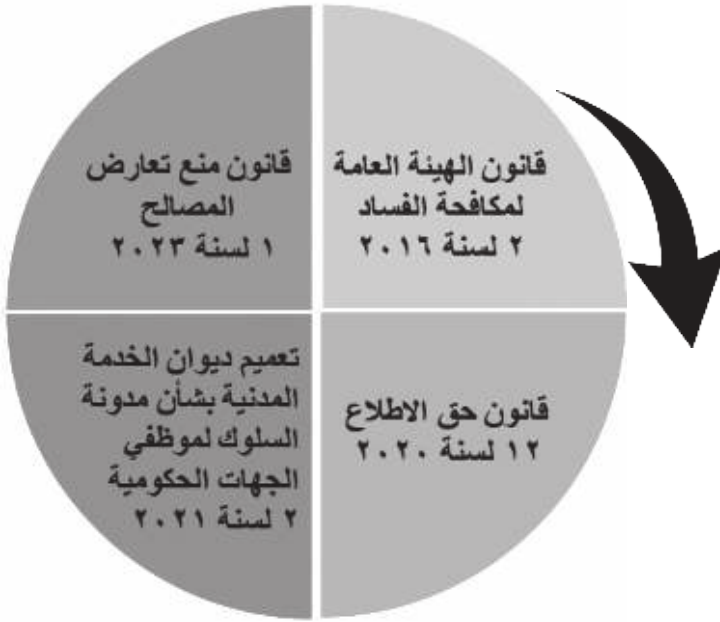 قانون الهيئة العامة
لمكافحة الفساد
٢ لسنة ٢٠١٦
قانون حق الاطلاع
١٢ لسنة ٢٠٢٠
تعميم ديوان الخدمة
المدنية بشأن مدونة
السلوك لموظفي
الجهات الحكومية
٢ لسنة ٢٠٢١
قانون منع تعارض
المصالح
١ لسنة ٢٠٢٣